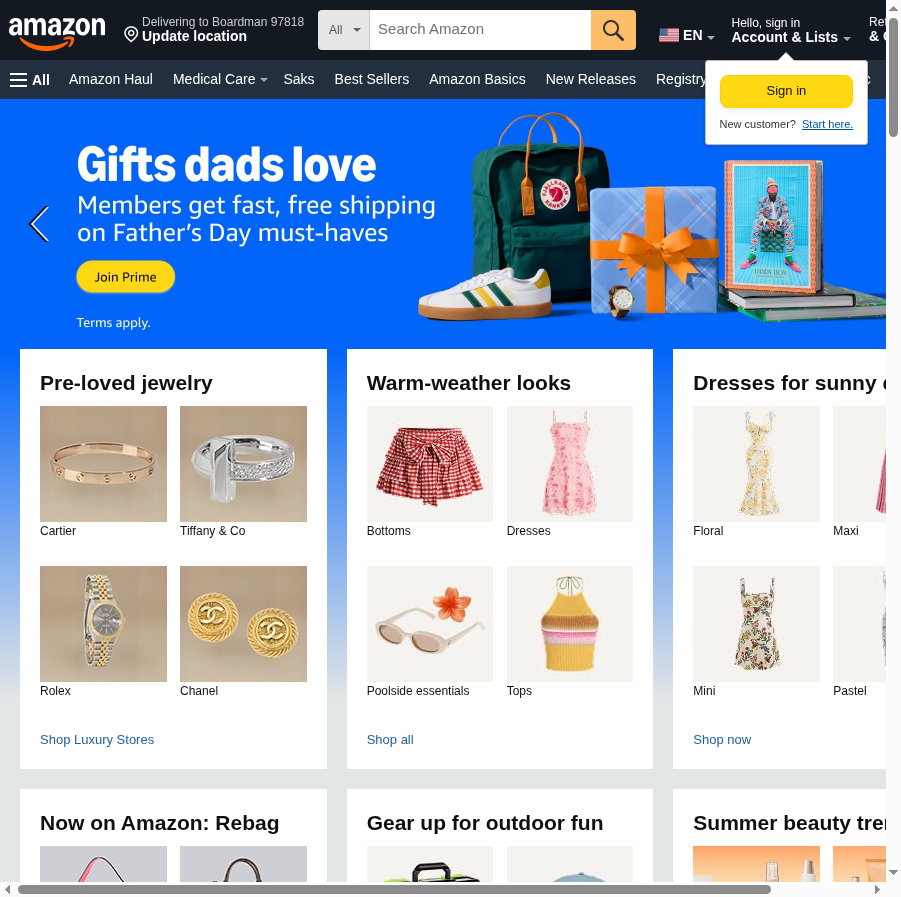 amazon
Delivering to Boardman 97818
Update location
All
Search Amazon
EN
Hello, sign in
Account & Lists
Ret
& O
All
Amazon Haul
Medical Care
Saks
Best Sellers
Amazon Basics
New Releases
Registry
Sign in
New customer? Start here.
Gifts dads love
Members get fast, free shipping
on Father's Day must-haves
Join Prime
Terms apply.
FJÄLLRÄVEN
KÅNKEN
Pre-loved jewelry
Cartier
Tiffany & Co
Rolex
Chanel
Shop Luxury Stores
Warm-weather looks
Bottoms
Dresses
Poolside essentials
Tops
Shop all
Dresses for sunny
Floral
Maxi
Mini
Pastel
Shop now
Now on Amazon: Rebag
Gear up for outdoor fun
Summer beauty tre